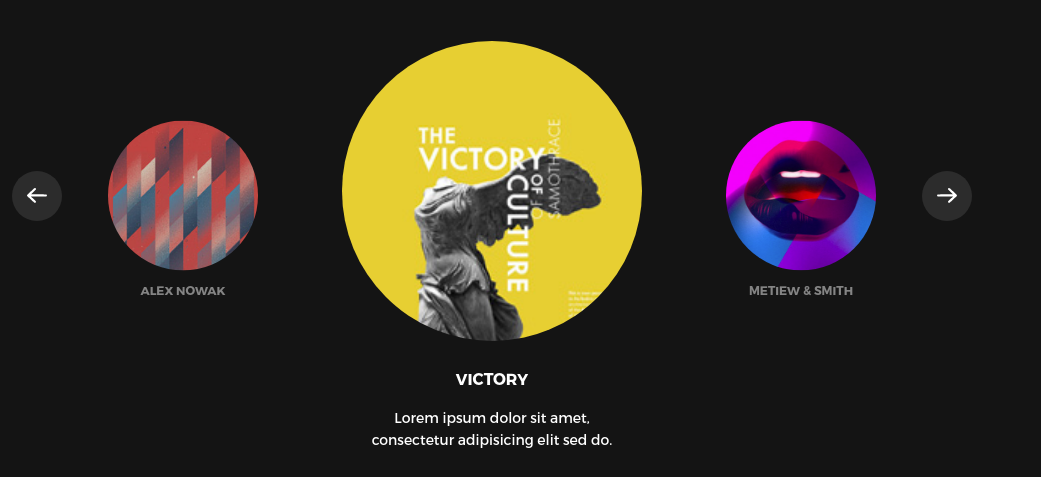 THE
VICTORY
OF
CULTURE
OF
SAMOTHRACE
ALEX NOWAK
METIEW & SMITH
VICTORY
Lorem ipsum dolor sit amet,
consectetur adipisicing elit sed do.